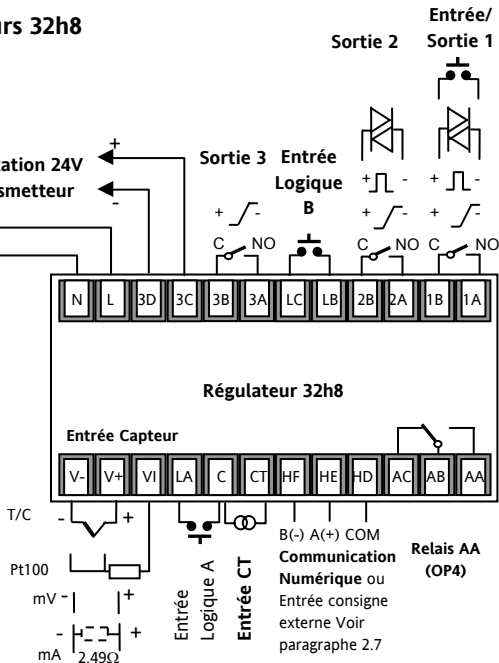 rs 32h8
Entrée/
Sortie 2 Sortie 1
ation 24V
smetteur
+
-
Sortie 3 Entrée
Logique
B
+ - + -
+ - + - + -
C NO C NO C NO
N L 3D 3C 3B 3A LC LB 2B 2A 1B 1A
Régulateur 32h8
Entrée Capteur
V- V+ VI LA C CT HF HE HD AC AB AA
T/C - +
B(-) A(+) COM
Communication
Numérique ou
Entrée consigne
externe Voir
paragraphe 2.7
Relais AA
(OP4)
Pt100
mV - +
- +
mA 2.49Ω
Entrée
Logique A
Entrée CT